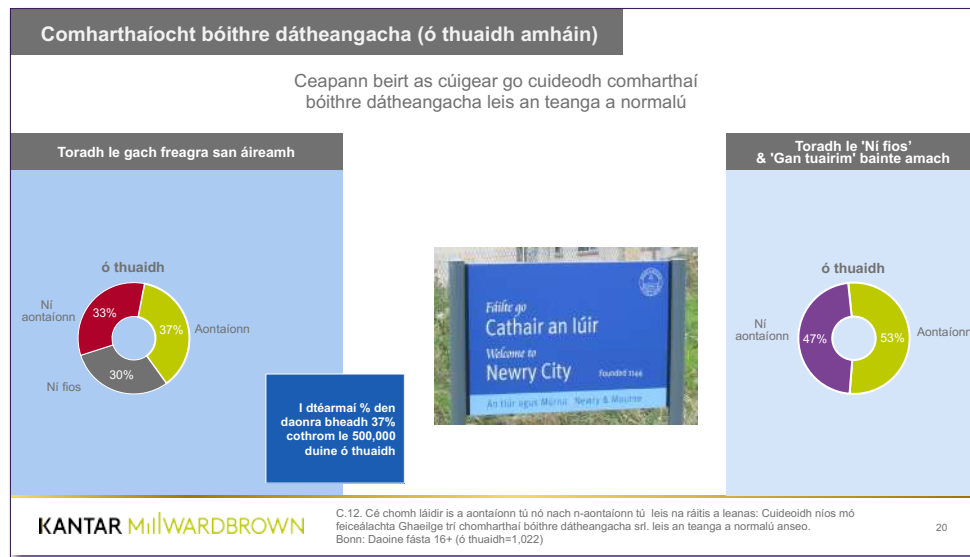 Comharthaíocht bóithre dátheangacha (ó thuaidh amháin)
Ceapann beirt as cúigear go cuideodh comharthaí
bóithre dátheangacha leis an teanga a normalú
Toradh le gach freagra san áireamh
ó thuaidh
Ní
aontaíonn
33%
37%
Aontaíonn
30%
Ní fios
I dtéarmaí % den
daonra bheadh 37%
cothrom le 500,000
duine ó thuaidh
Fáilte go
Cathair an Iúir
Welcome to
Newry City
Founded 1144
An Iúr agus Múrna Newry & Mourne
Toradh le 'Ní fios’
& 'Gan tuairim' bainte amach
ó thuaidh
Ní
aontaíonn
47%
53%
Aontaíonn
KANTAR MILLWARDBROWN
C.12. Cé chomh láidir is a aontaíonn tú nó nach n-aontaíonn tú leis na ráitis a leanas: Cuideoidh níos mó
feiceálachta Ghaeilge trí chomharthaí bóithre dátheangacha srl. leis an teanga a normalú anseo.
Bonn: Daoine fásta 16+ (ó thuaidh=1,022)
20